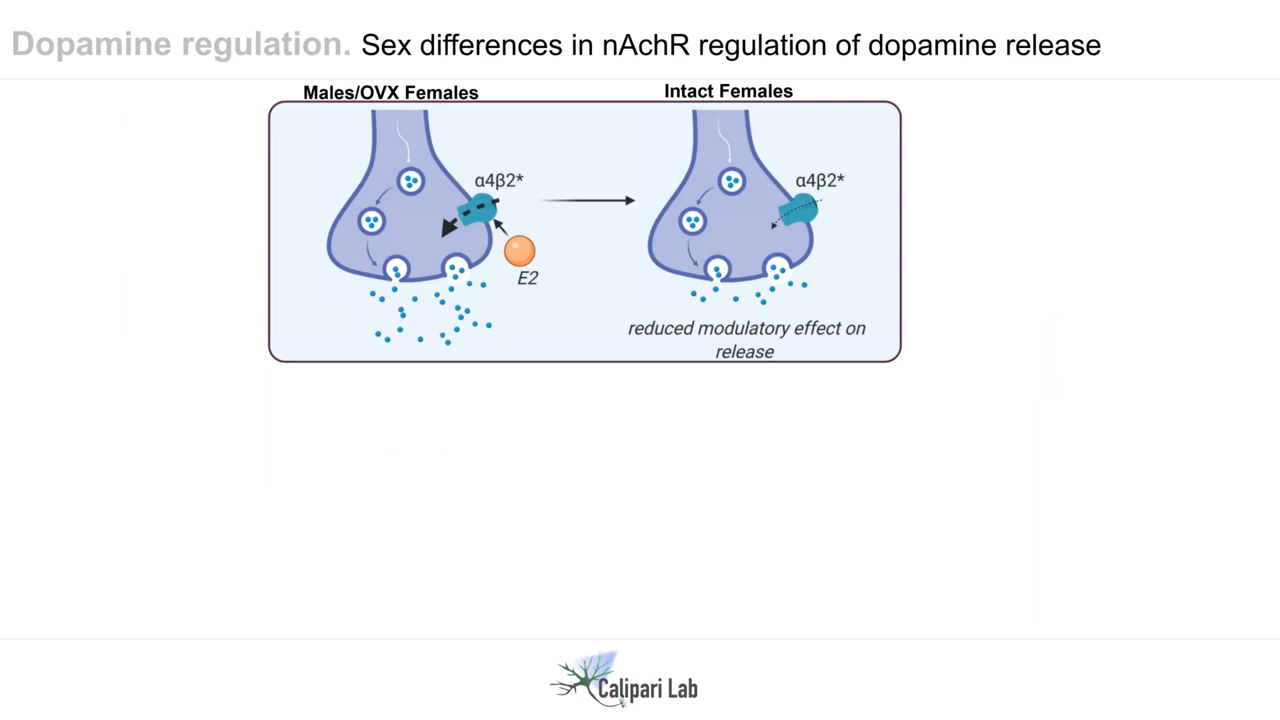 Dopamine regulation. Sex differences in nAchR regulation of dopamine release
Males/OVX Females
Intact Females
α4β2*
α4β2*
E2
reduced modulatory effect on
release
Calipari Lab